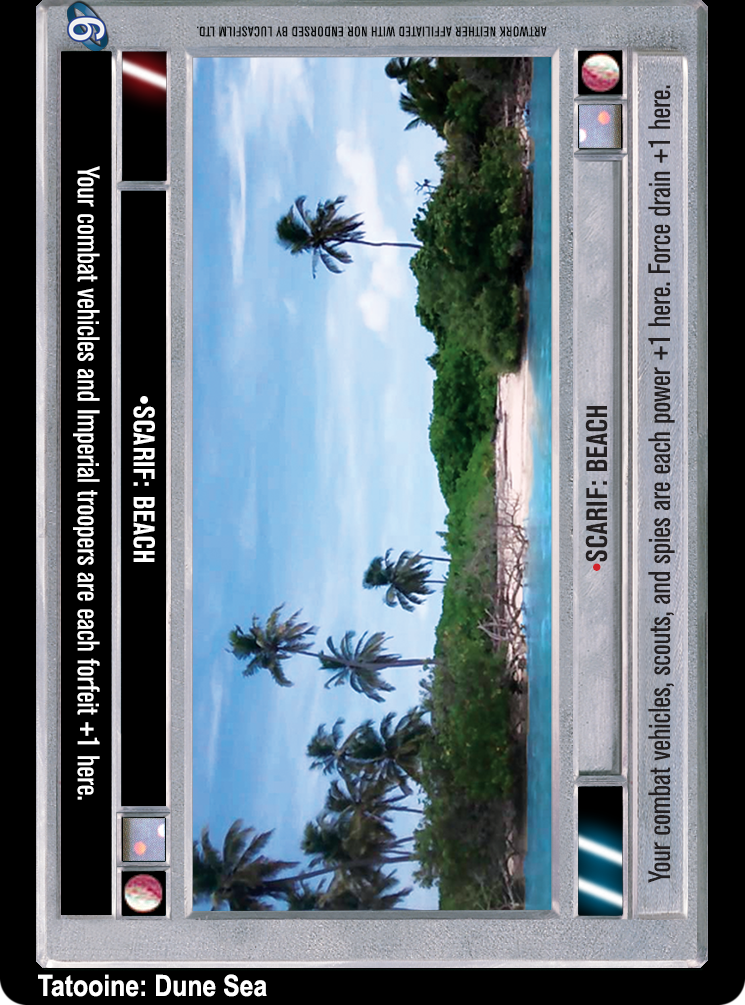 6
ARTWORK NEITHER AFFILIATED WITH NOR ENDORSED BY LUCASFILM LTD.
Your combat vehicles and Imperial troopers are each forfeit +1 here.
•SCARIF: BEACH
•SCARIF: BEACH
Your combat vehicles, scouts, and spies are each power +1 here. Force drain +1 here.
Tatooine: Dune Sea